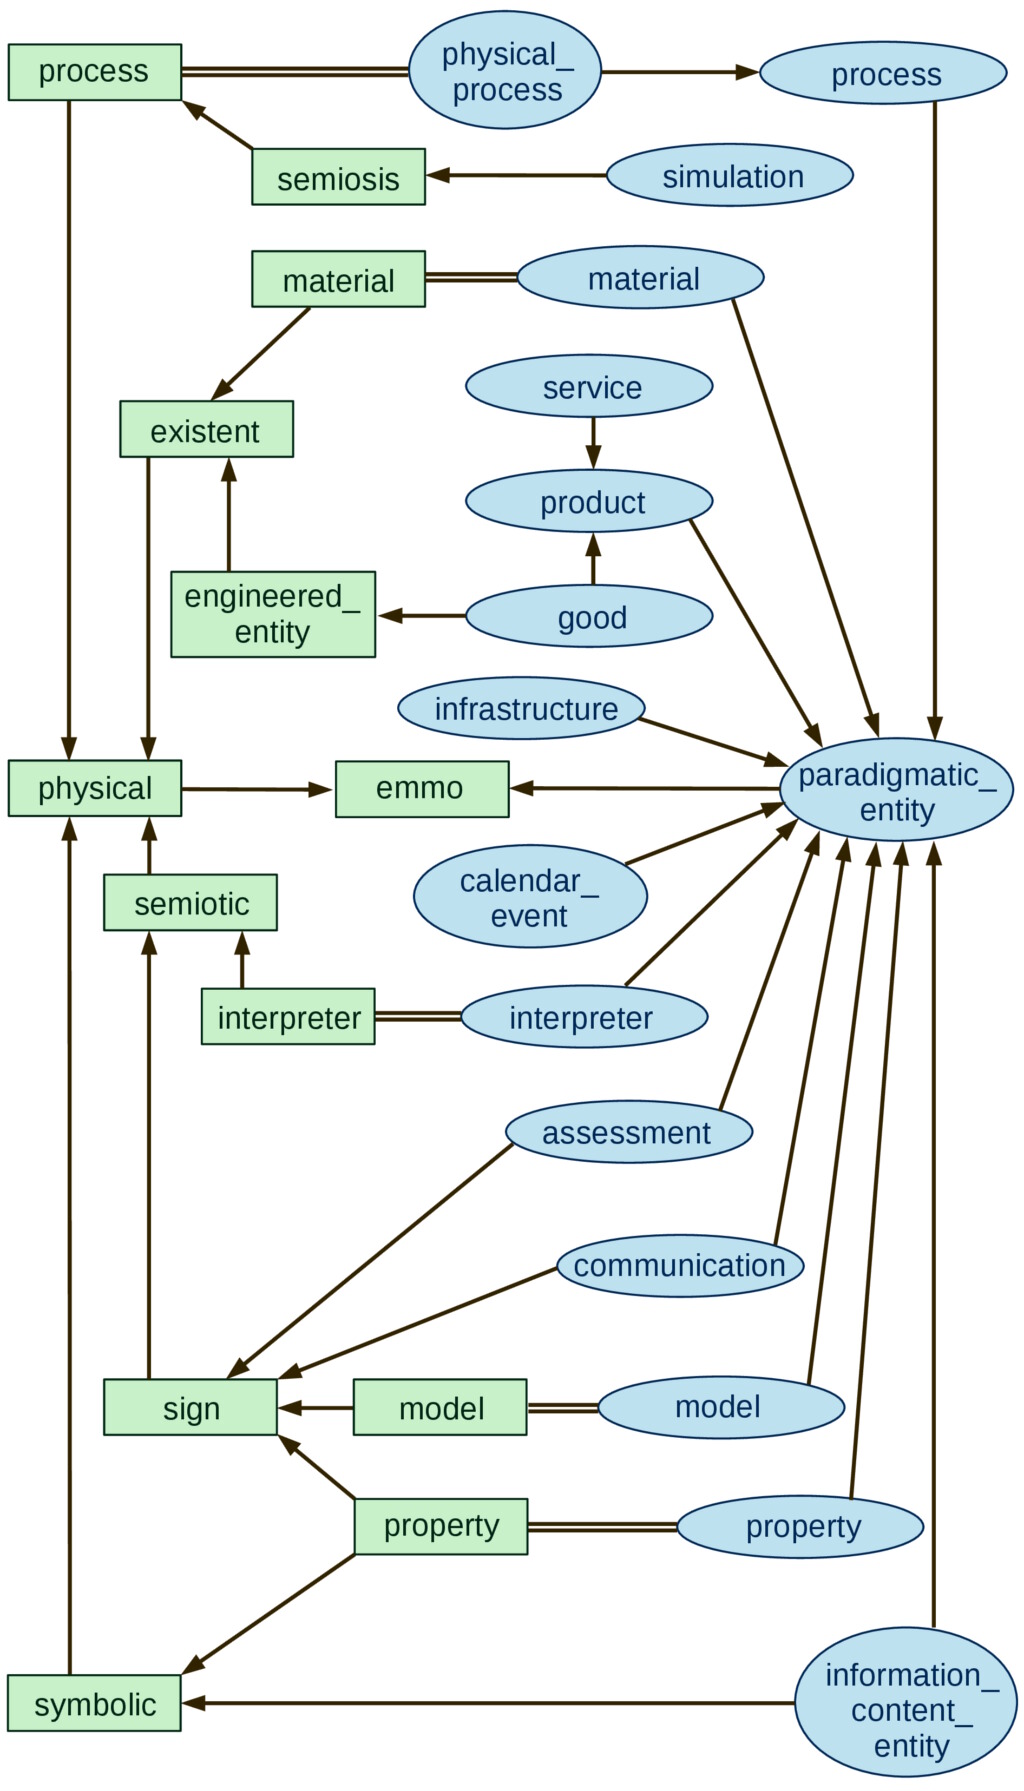 process
physical_
process
process
semiosis
simulation
material
material
service
existent
product
engineered_
entity
good
infrastructure
physical
emmo
paradigmatic_
entity
semiotic
calendar_
event
interpreter
interpreter
assessment
communication
sign
model
model
property
property
symbolic
information_
content_
entity